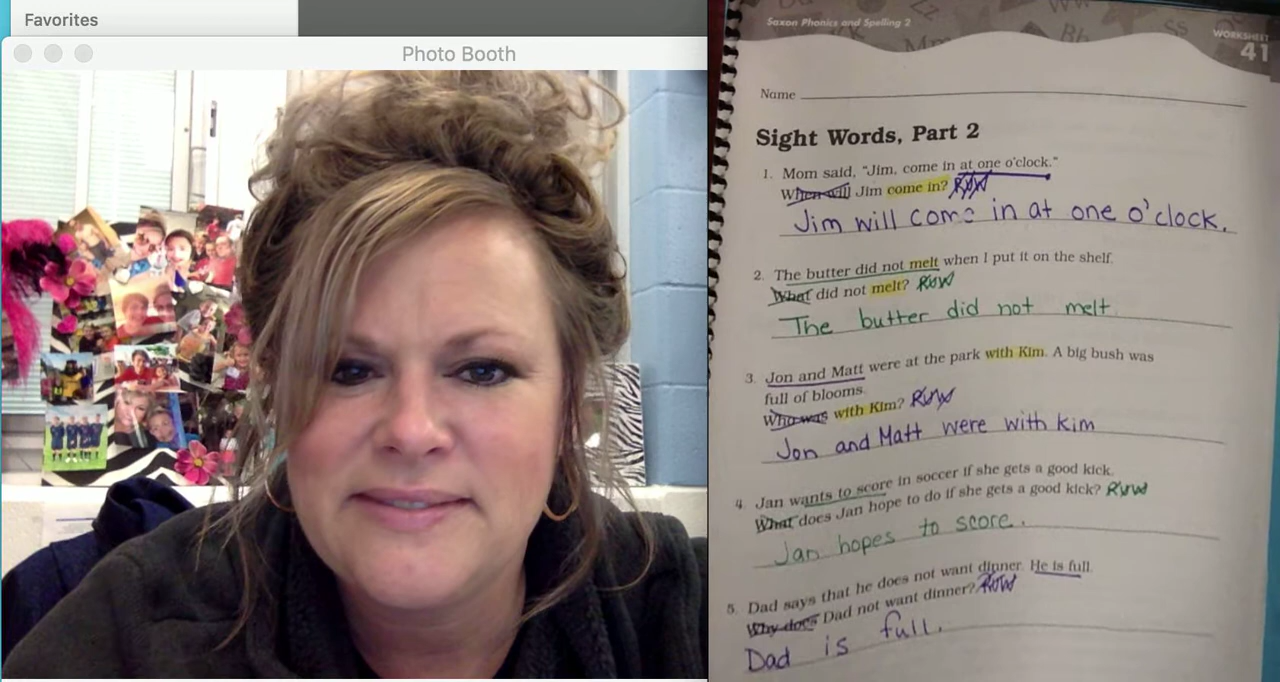 Favorites
Photo Booth
Saxon Phonics and Spelling 2
WORKSHEET
41
Name
Sight Words, Part 2
1. Mom said, "Jim, come in at one o'clock."
When will Jim come in? RVW
Jim will come in at one o'clock.
2. The butter did not melt when I put it on the shelf.
What did not melt? RVW
The butter did not melt
3. Jon and Matt were at the park with Kim. A big bush was
full of blooms.
Who was with Kim? RVW
Jon and Matt were with kim
4. Jan wants to score in soccer if she gets a good kick.
What does Jan hope to do if she gets a good kick? RVW
Jan hopes to score.
5. Dad says that he does not want dinner. He is full.
Why does Dad not want dinner? RVW
Dad is full.